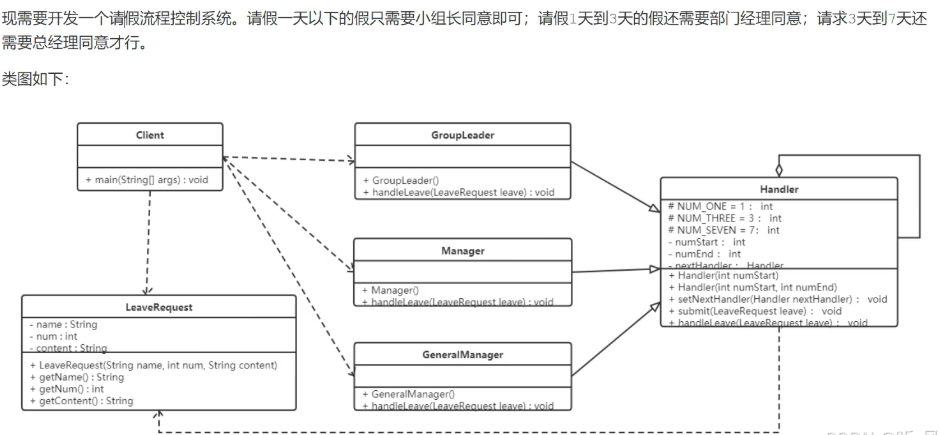 现需要开发一个请假流程控制系统。请假一天以下的假只需要小组长同意即可；请假1天到3天的假还需要部门经理同意；请求3天到7天还
需要总经理同意才行。
类图如下：
Client
+ main(String[] args) : void
GroupLeader
+ GroupLeader()
+ handleLeave(LeaveRequest leave) : void
Manager
+ Manager()
+ handleLeave(LeaveRequest leave) : void
GeneralManager
+ GeneralManager()
+ handleLeave(LeaveRequest leave) : void
Handler
# NUM_ONE = 1 : int
# NUM_THREE = 3 : int
# NUM_SEVEN = 7; int
- numStart : int
- numEnd : int
- nextHandler : Handler
+ Handler(int numStart)
+ Handler(int numStart, int numEnd)
+ setNextHandler(Handler nextHandler) : void
+ submit(LeaveRequest leave) : void
+ handleLeave(LeaveRequest leave) : void
LeaveRequest
- name : String
- num : int
- content : String
+ LeaveRequest(String name, int num, String content)
+ getName() : String
+ getNum() : int
+ getContent() : String